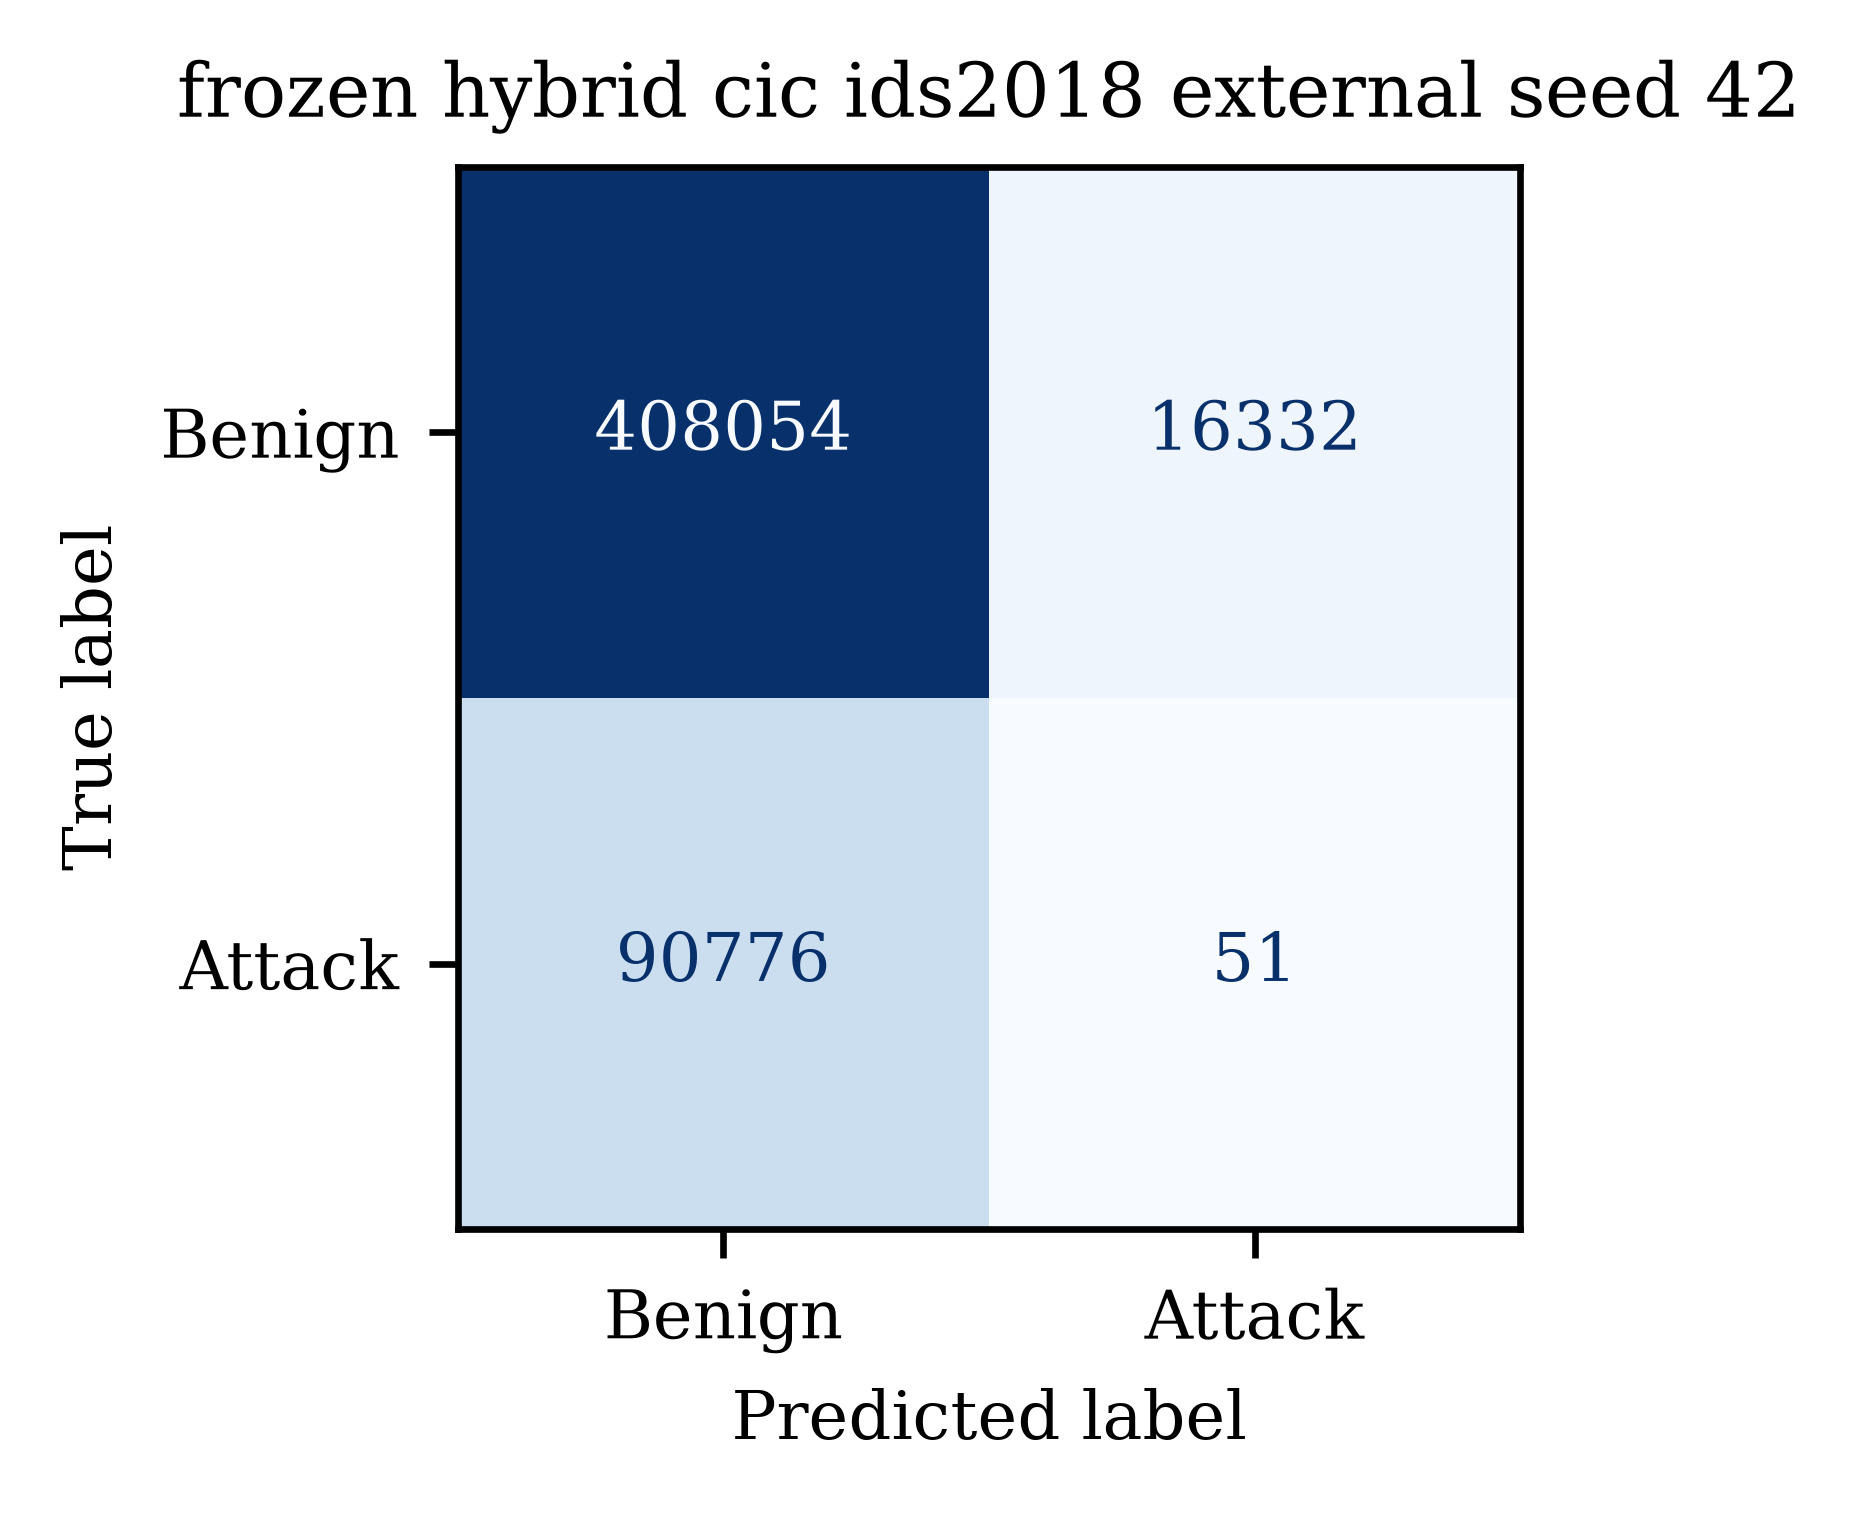 frozen hybrid cic ids2018 external seed 42
True label
Benign
408054 16332
Attack
90776 51
Benign Attack
Predicted label